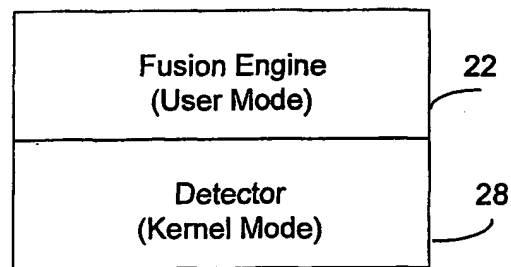 Fusion Engine
(User Mode)
22
Detector
(Kernel Mode)
28